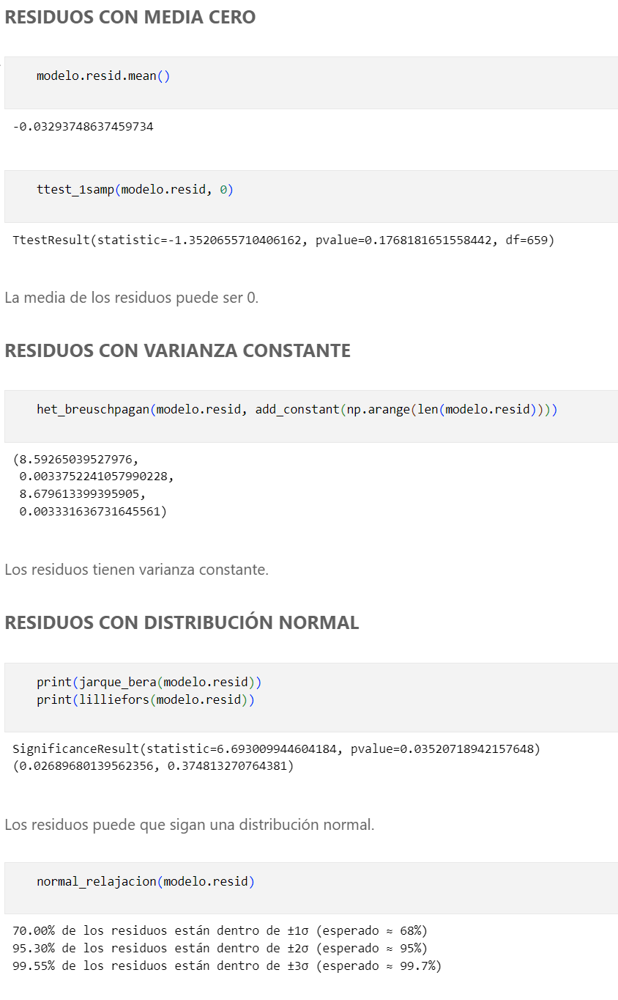 RESIDUOS CON MEDIA CERO
modelo.resid.mean()
-0.03293748637459734
ttest_1samp(modelo.resid, 0)
TtestResult(statistic=-1.3520655710406162, pvalue=0.1768181651558442, df=659)
La media de los residuos puede ser 0.
RESIDUOS CON VARIANZA CONSTANTE
het_breuschpagan(modelo.resid, add_constant(np.arange(len(modelo.resid))))
(8.59265039527976,
0.0033752241057990228,
8.679613399395905,
0.003331636731645561)
Los residuos tienen varianza constante.
RESIDUOS CON DISTRIBUCIÓN NORMAL
print(jarque_bera(modelo.resid))
print(lilliefors(modelo.resid))
SignificanceResult(statistic=6.693009944604184, pvalue=0.03520718942157648)
(0.02689680139562356, 0.374813270764381)
Los residuos puede que sigan una distribución normal.
normal_relajacion(modelo.resid)
70.00% de los residuos están dentro de ±1σ (esperado ≈ 68%)
95.30% de los residuos están dentro de ±2σ (esperado ≈ 95%)
99.55% de los residuos están dentro de ±3σ (esperado ≈ 99.7%)